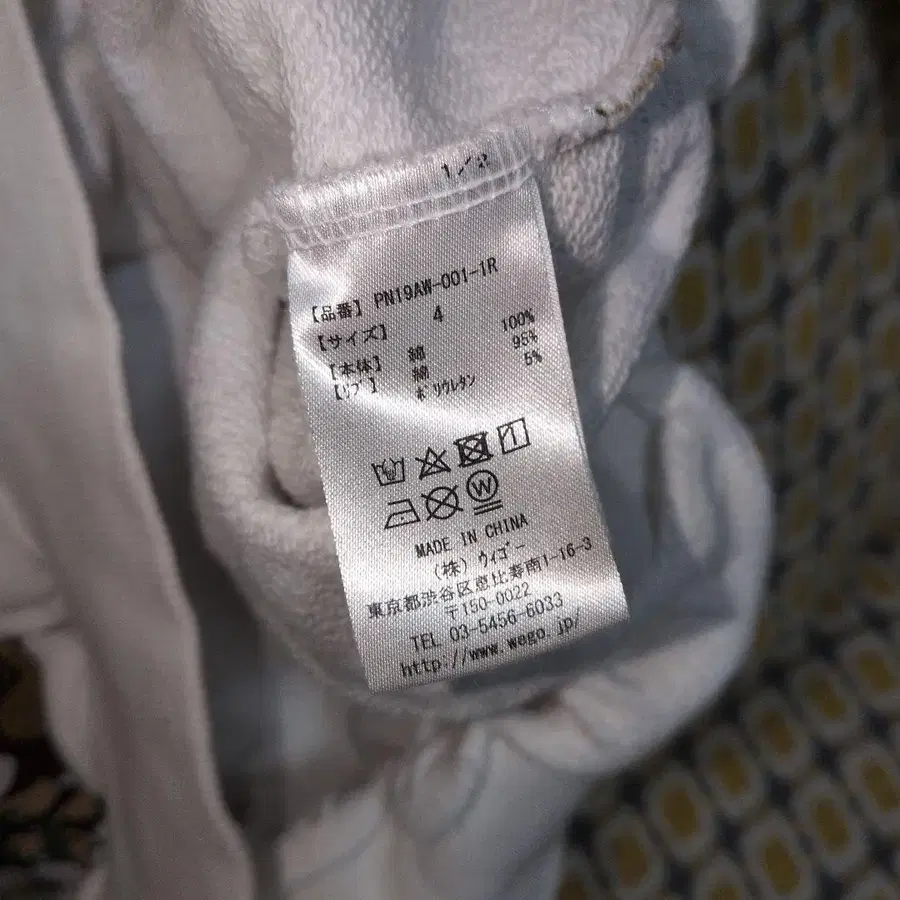 1/2
【品番】PN19AW-001-1R
【サイズ】 4
【本体】 綿 100%
【リブ】 綿 95%
ポリウレタン 5%
W
MADE IN CHINA
(株)ウィゴー
東京都渋谷区恵比寿南1-16-3
〒150-0022
TEL 03-5456-6033
http://www.wego.jp/